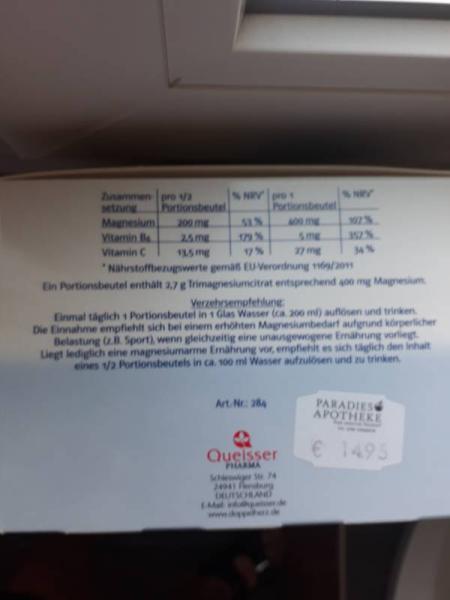 Zusammen- pro 1/2 % NRV* pro 1 % NRV*
setzung Portionsbeutel Portionsbeutel
Magnesium 200 mg 53 % 400 mg 107 %
Vitamin B6 2,5 mg 179 % 5 mg 357 %
Vitamin C 13,5 mg 17 % 27 mg 34 %
* Nährstoffbezugswerte gemäß EU-Verordnung 1169/2011
Ein Portionsbeutel enthält 2,7 g Trimagnesiumcitrat entsprechend 400 mg Magnesium.
Verzehrsempfehlung:
Einmal täglich 1 Portionsbeutel in 1 Glas Wasser (ca. 200 ml) auflösen und trinken.
Die Einnahme empfiehlt sich bei einem erhöhten Magnesiumbedarf aufgrund körperlicher
Belastung (z.B. Sport), wenn gleichzeitig eine unausgewogene Ernährung vorliegt.
Liegt lediglich eine magnesiumarme Ernährung vor, empfiehlt es sich täglich den Inhalt
eines 1/2 Portionsbeutels in ca. 100 ml Wasser aufzulösen und zu trinken.
Art.-Nr.: 284
PARADIES
APOTHEKE
€ 1495
Queisser
PHARMA
Schleswiger Str. 74
24941 Flensburg
DEUTSCHLAND
E-Mail: info@queisser.de
www.doppelherz.de